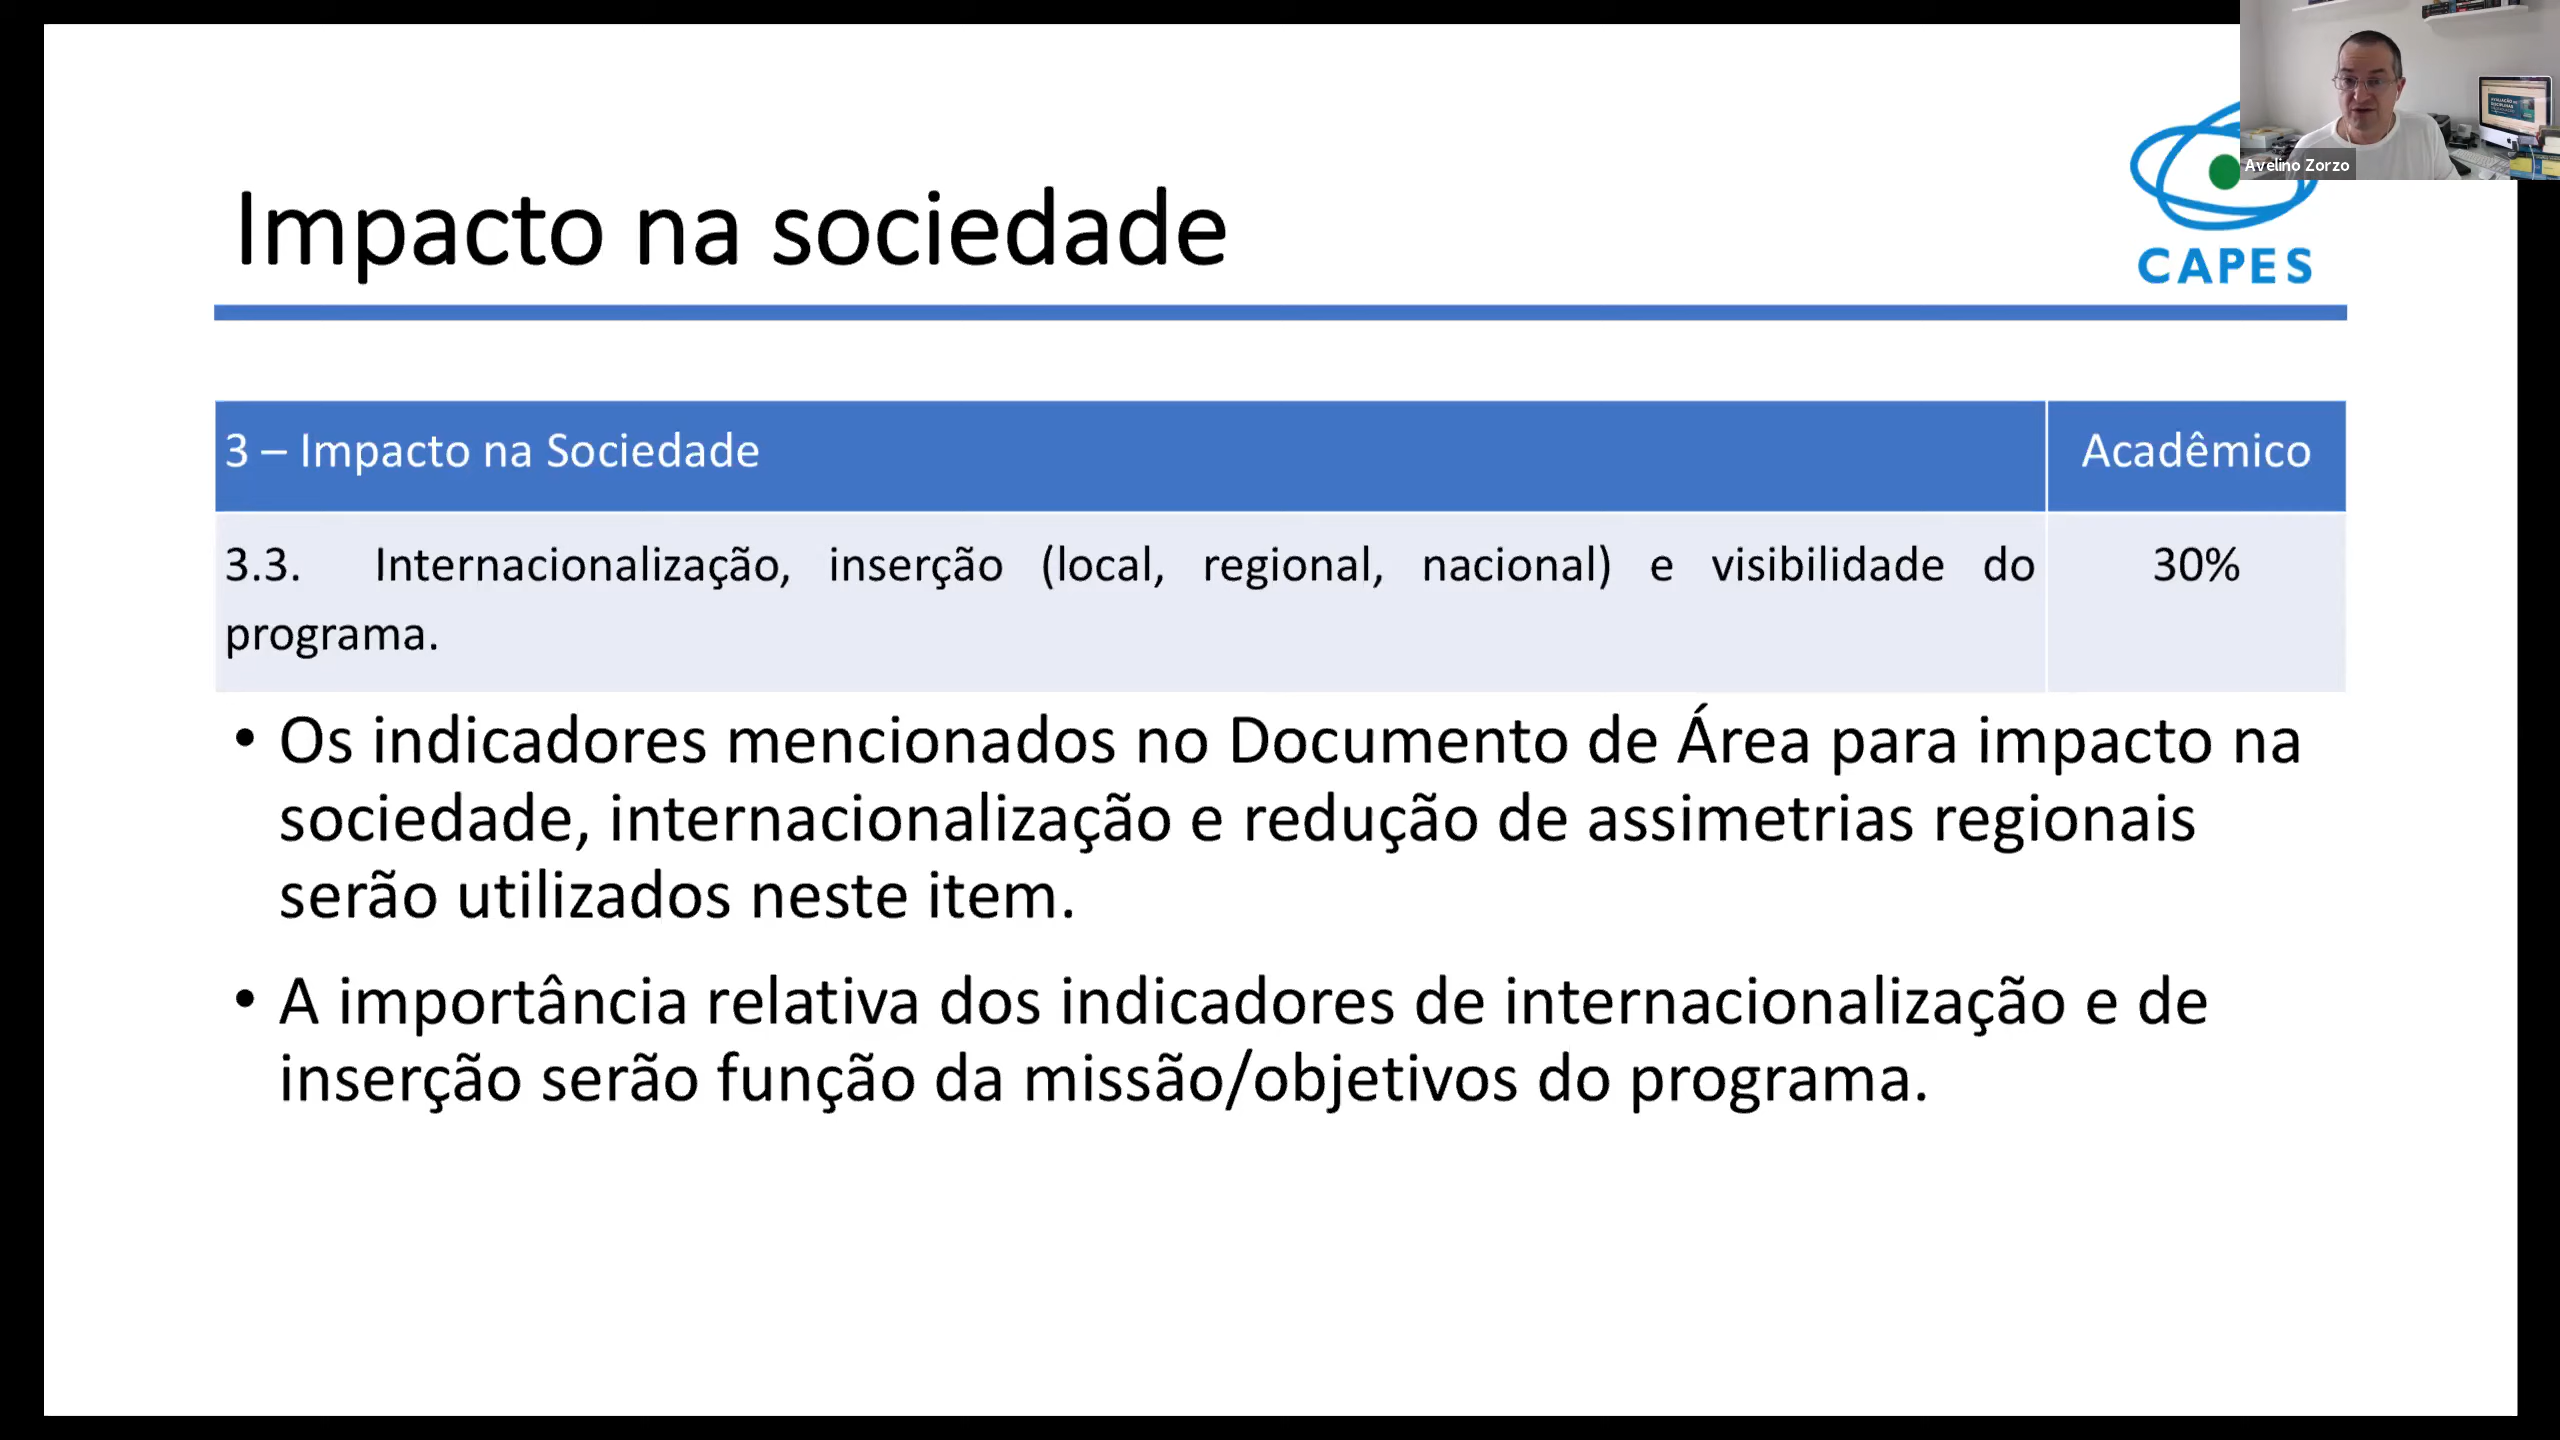 Impacto na sociedade
CAPES
Avelino Zorzo
3 – Impacto na Sociedade
Acadêmico
3.3. Internacionalização, inserção (local, regional, nacional) e visibilidade do
programa.
30%
• Os indicadores mencionados no Documento de Área para impacto na
sociedade, internacionalização e redução de assimetrias regionais
serão utilizados neste item.
• A importância relativa dos indicadores de internacionalização e de
inserção serão função da missão/objetivos do programa.